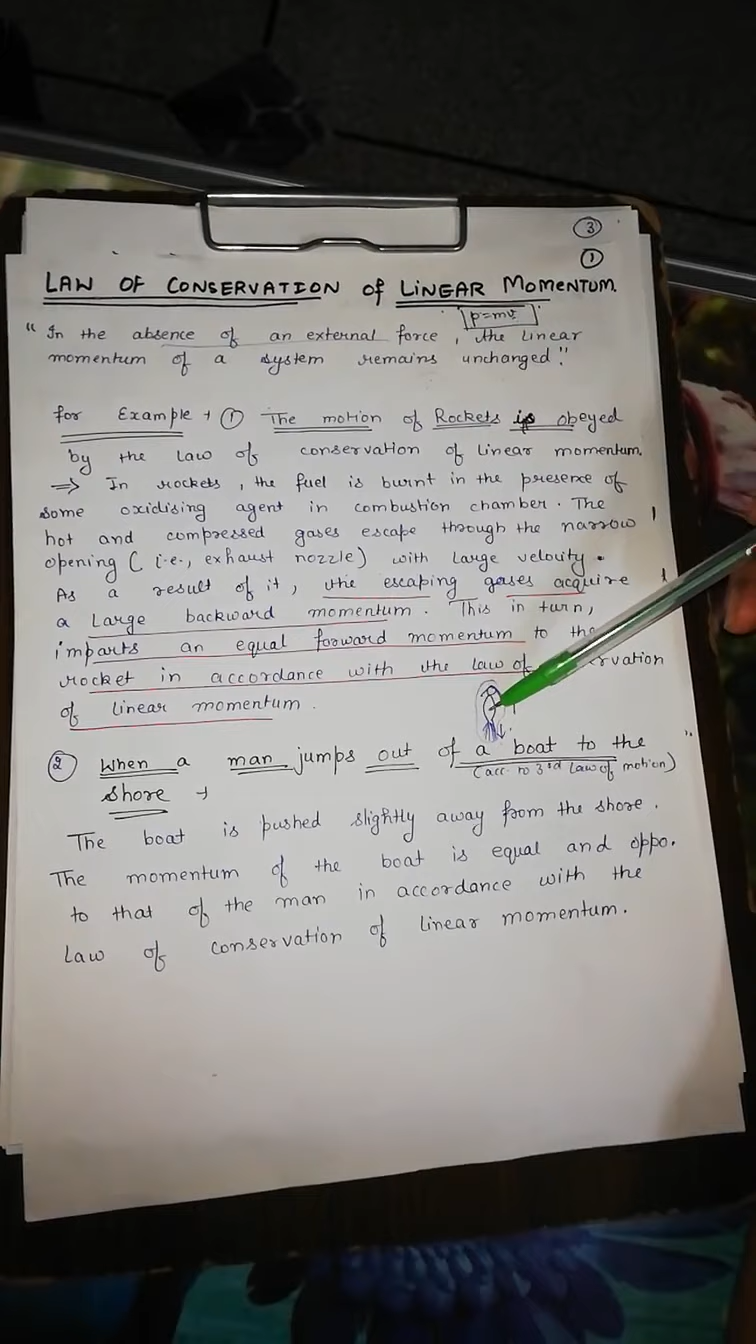 3
1
LAW OF CONSERVATION of LINEAR MOMENTUM.
p=mv
"In the absence of an external force, the linear
momentum of a system remains unchanged."
for Example → 1 The motion of Rockets is obeyed
by the law of conservation of linear momentum.
⇒ In rockets, the fuel is burnt in the presence of
some oxidising agent in combustion chamber. The
hot and compressed gases escape through the narrow
opening (i.e., exhaust nozzle) with large velocity.
As a result of it, the escaping gases acquire
a Large backward momentum. This in turn,
imparts an equal forward momentum to the
rocket in accordance with the law of
of linear momentum.
2 When a man jumps out of a boat to the
shore → (acc. to 3rd Law of motion)
The boat is pushed slightly away from the shore.
The momentum of the boat is equal and oppo.
to that of the man in accordance with the
Law of conservation of linear momentum.